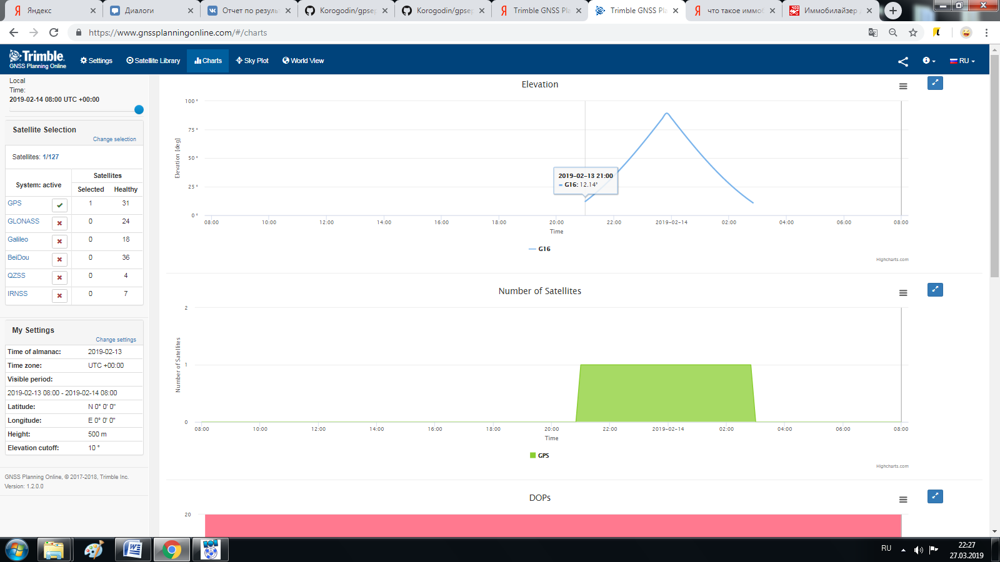 Яндекс
Диалоги
Отчет по резуль
Korogodin/gpsep
Korogodin/gpsep
Trimble GNSS Pla
Trimble GNSS Pla
что такое иммоб
Иммобилайзер
https://www.gnssplanningonline.com/#/charts
Trimble.
GNSS Planning Online
Settings
Satellite Library
Charts
Sky Plot
World View
RU
Local
Time:
2019-02-14 08:00 UTC +00:00
Satellite Selection
Change selection
Satellites: 1/127
System: active
Satellites
Selected Healthy
GPS 1 31
GLONASS 0 24
Galileo 0 18
BeiDou 0 36
QZSS 0 4
IRNSS 0 7
My Settings
Change settings
Time of almanac: 2019-02-13
Time zone: UTC +00:00
Visible period:
2019-02-13 08:00 - 2019-02-14 08:00
Latitude: N 0° 0' 0"
Longitude: E 0° 0' 0"
Height: 500 m
Elevation cutoff: 10 °
GNSS Planning Online, © 2017-2018, Trimble Inc.
Version: 1.2.0.0
Elevation
Elevation [deg]
100 °
75 °
50 °
25 °
0 °
2019-02-13 21:00
= G16: 12.14°
08:00 10:00 12:00 14:00 16:00 18:00 20:00 22:00 2019-02-14 02:00 04:00 06:00 08:00
Time
G16
Highcharts.com
Number of Satellites
Number of Satellites
2
1
0
08:00 10:00 12:00 14:00 16:00 18:00 20:00 22:00 2019-02-14 02:00 04:00 06:00 08:00
Time
GPS
Highcharts.com
DOPs
20
RU
22:27
27.03.2019